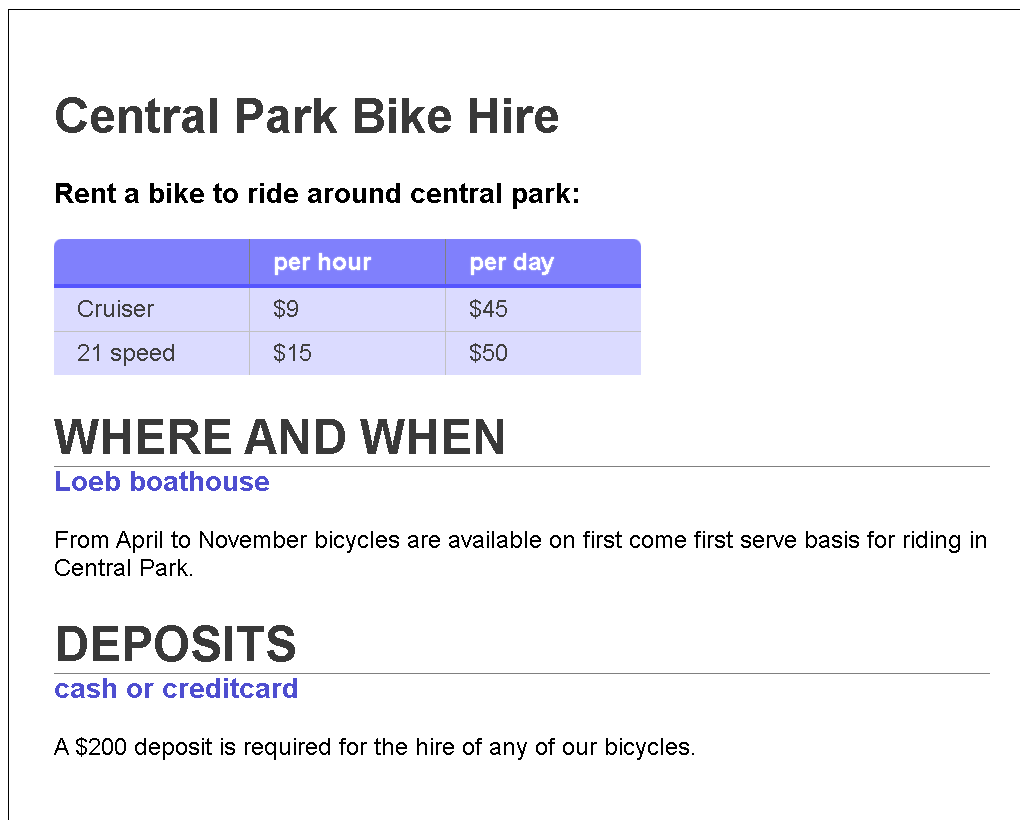 Central Park Bike Hire
Rent a bike to ride around central park:
per hour per day
Cruiser $9 $45
21 speed $15 $50
WHERE AND WHEN
Loeb boathouse
From April to November bicycles are available on first come first serve basis for riding in
Central Park.
DEPOSITS
cash or creditcard
A $200 deposit is required for the hire of any of our bicycles.